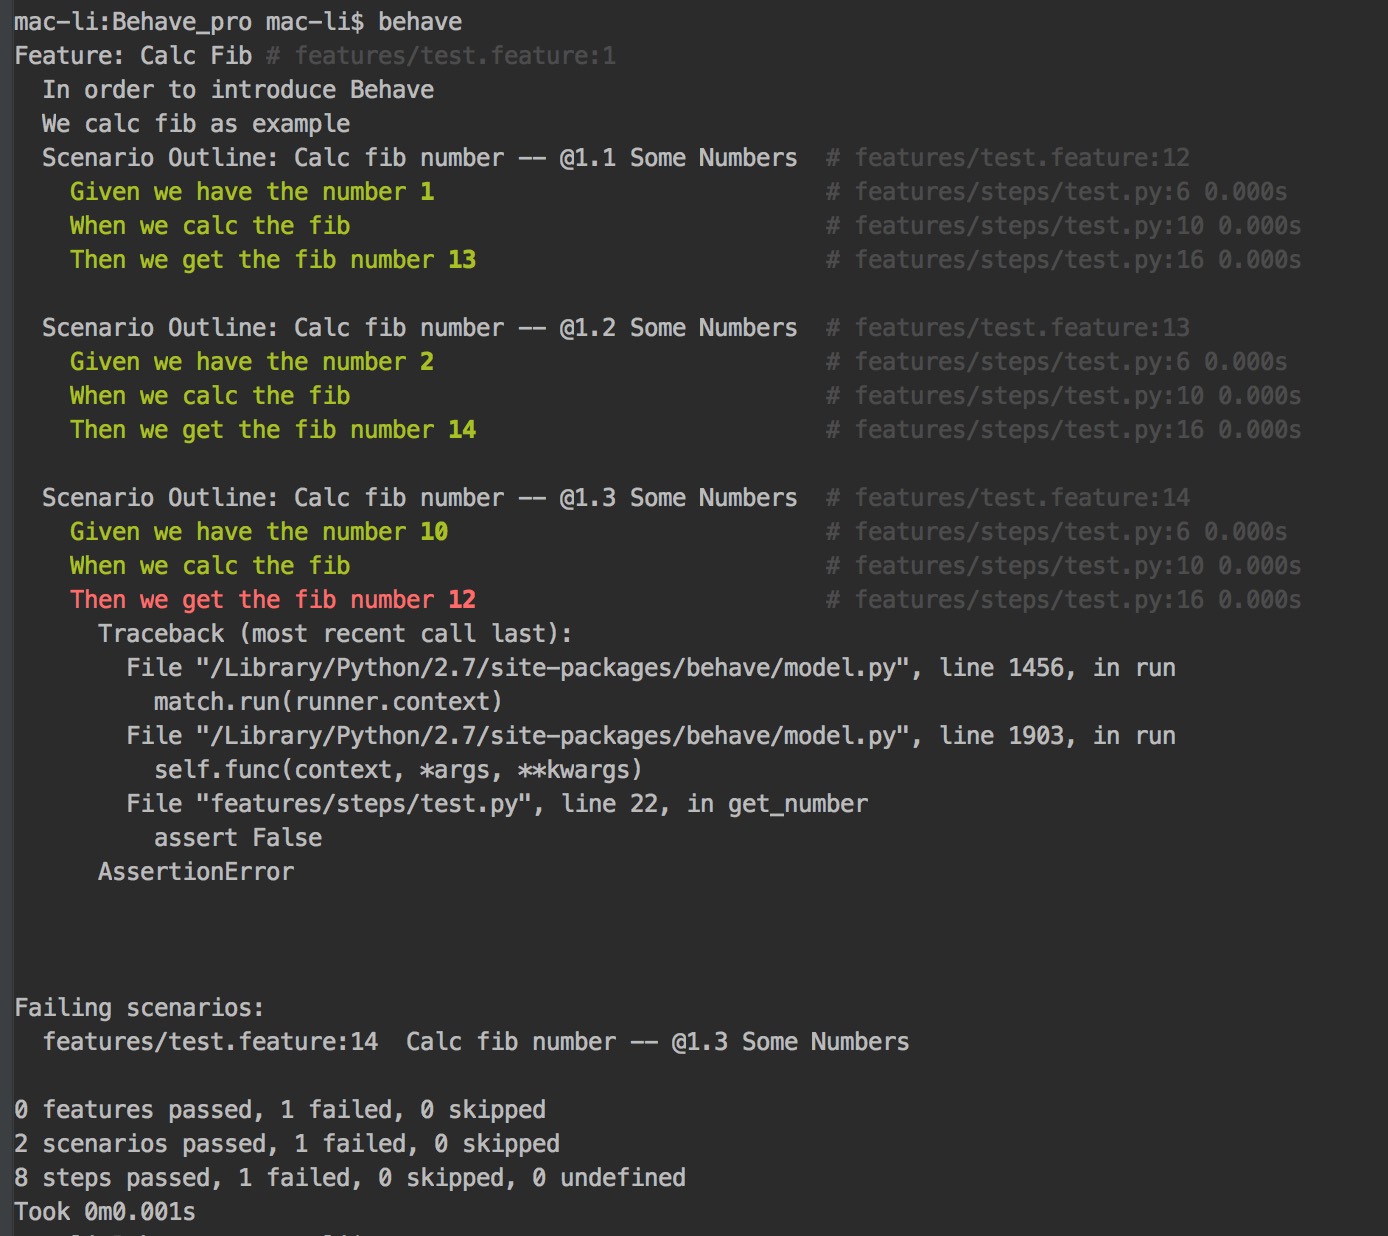 mac-li:Behave_pro mac-li$ behave
Feature: Calc Fib # features/test.feature:1
  In order to introduce Behave
  We calc fib as example
  Scenario Outline: Calc fib number -- @1.1 Some Numbers  # features/test.feature:12
    Given we have the number 1                            # features/steps/test.py:6 0.000s
    When we calc the fib                                  # features/steps/test.py:10 0.000s
    Then we get the fib number 13                         # features/steps/test.py:16 0.000s

  Scenario Outline: Calc fib number -- @1.2 Some Numbers  # features/test.feature:13
    Given we have the number 2                            # features/steps/test.py:6 0.000s
    When we calc the fib                                  # features/steps/test.py:10 0.000s
    Then we get the fib number 14                         # features/steps/test.py:16 0.000s

  Scenario Outline: Calc fib number -- @1.3 Some Numbers  # features/test.feature:14
    Given we have the number 10                           # features/steps/test.py:6 0.000s
    When we calc the fib                                  # features/steps/test.py:10 0.000s
    Then we get the fib number 12                         # features/steps/test.py:16 0.000s
      Traceback (most recent call last):
        File "/Library/Python/2.7/site-packages/behave/model.py", line 1456, in run
          match.run(runner.context)
        File "/Library/Python/2.7/site-packages/behave/model.py", line 1903, in run
          self.func(context, *args, **kwargs)
        File "features/steps/test.py", line 22, in get_number
          assert False
      AssertionError

Failing scenarios:
  features/test.feature:14  Calc fib number -- @1.3 Some Numbers

0 features passed, 1 failed, 0 skipped
2 scenarios passed, 1 failed, 0 skipped
8 steps passed, 1 failed, 0 skipped, 0 undefined
Took 0m0.001s